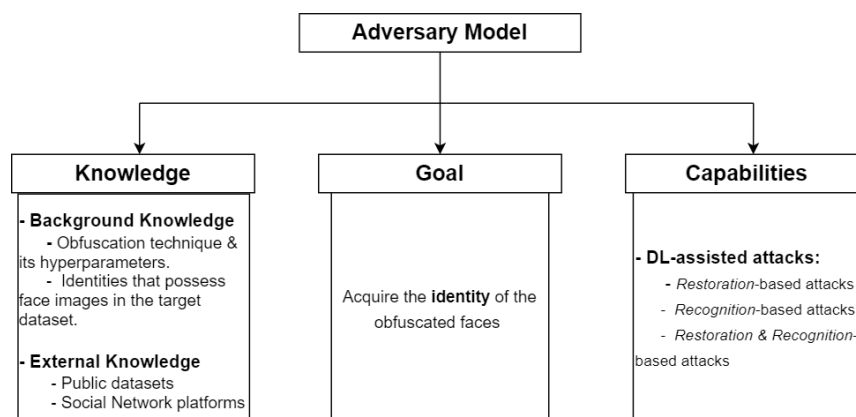 Adversary Model
Knowledge
- Background Knowledge
- Obfuscation technique &
its hyperparameters.
- Identities that possess
face images in the target
dataset.
- External Knowledge
- Public datasets
- Social Network platforms
Goal
Acquire the identity of the
obfuscated faces
Capabilities
- DL-assisted attacks:
- Restoration-based attacks
- Recognition-based attacks
- Restoration & Recognition-
based attacks